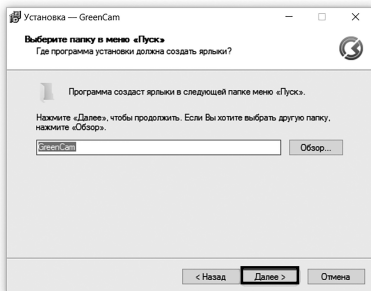 Установка — GreenCam
Выберите папку в меню «Пуск»
Где программа установки должна создать ярлыки?
Программа создаст ярлыки в следующей папке меню «Пуск».
Нажмите «Далее», чтобы продолжить. Если Вы хотите выбрать другую папку,
нажмите «Обзор».
GreenCam Обзор...
< Назад Далее > Отмена